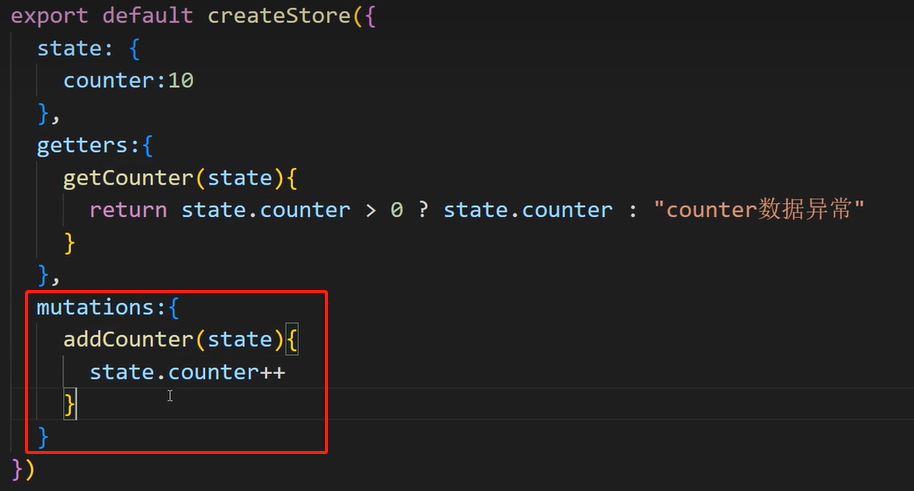 export default createStore({
state: {
counter:10
},
getters:{
getCounter(state){
return state.counter > 0 ? state.counter : "counter数据异常"
}
},
mutations:{
addCounter(state){
state.counter++
}
}
})